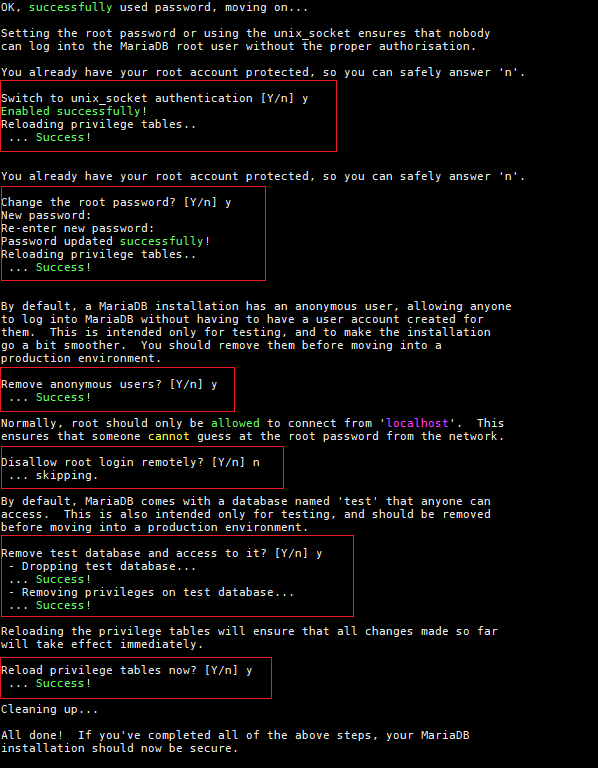 OK, successfully used password, moving on...
Setting the root password or using the unix_socket ensures that nobody
can log into the MariaDB root user without the proper authorisation.
You already have your root account protected, so you can safely answer 'n'.
Switch to unix_socket authentication [Y/n] y
Enabled successfully!
Reloading privilege tables..
... Success!
You already have your root account protected, so you can safely answer 'n'.
Change the root password? [Y/n] y
New password:
Re-enter new password:
Password updated successfully!
Reloading privilege tables..
... Success!
By default, a MariaDB installation has an anonymous user, allowing anyone
to log into MariaDB without having to have a user account created for
them.  This is intended only for testing, and to make the installation
go a bit smoother.  You should remove them before moving into a
production environment.
Remove anonymous users? [Y/n] y
... Success!
Normally, root should only be allowed to connect from 'localhost'.  This
ensures that someone cannot guess at the root password from the network.
Disallow root login remotely? [Y/n] n
... skipping.
By default, MariaDB comes with a database named 'test' that anyone can
access.  This is also intended only for testing, and should be removed
before moving into a production environment.
Remove test database and access to it? [Y/n] y
- Dropping test database...
... Success!
- Removing privileges on test database...
... Success!
Reloading the privilege tables will ensure that all changes made so far
will take effect immediately.
Reload privilege tables now? [Y/n] y
... Success!
Cleaning up...
All done!  If you've completed all of the above steps, your MariaDB
installation should now be secure.